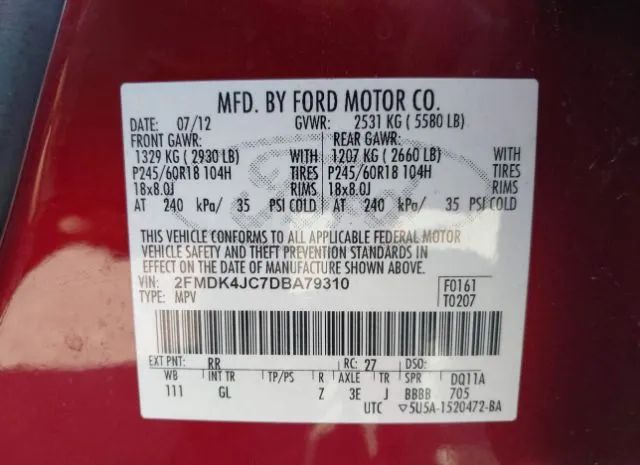 MFD. BY FORD MOTOR CO.
DATE: 07/12 GVWR: 2531 KG ( 5580 LB)
FRONT GAWR: REAR GAWR:
1329 KG ( 2930 LB) WITH 1207 KG ( 2660 LB) WITH
P245/60R18 104H TIRES P245/60R18 104H TIRES
18x8.0J RIMS 18x8.0J RIMS
AT 240 kPa/ 35 PSI COLD AT 240 kPa/ 35 PSI COLD
THIS VEHICLE CONFORMS TO ALL APPLICABLE FEDERAL MOTOR
VEHICLE SAFETY AND THEFT PREVENTION STANDARDS IN
EFFECT ON THE DATE OF MANUFACTURE SHOWN ABOVE.
VIN: 2FMDK4JC7DBA79310 F0161
TYPE: MPV T0207
EXT PNT: RR RC: 27 DSO:
WB INT TR TP/PS R AXLE TR SPR DQ11A
111 GL Z 3E J BBBB 705
UTC ▽5U5A-1520472-BA